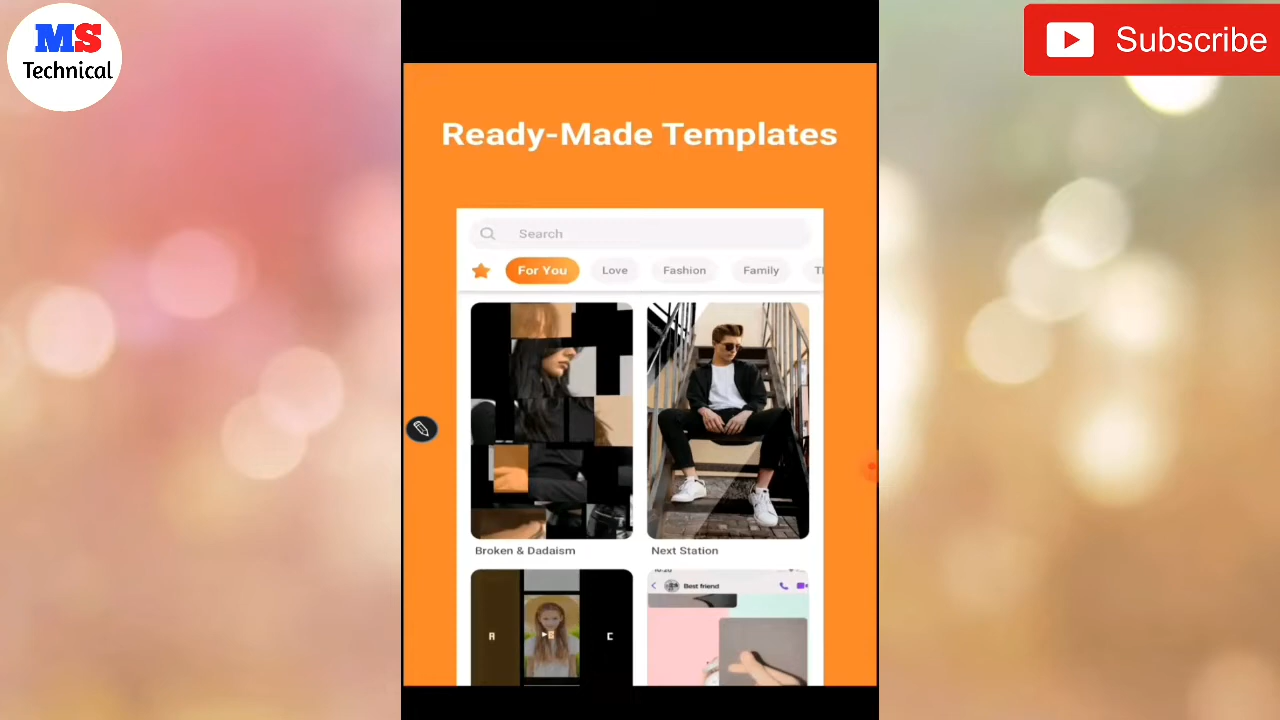 MS
Technical
Subscribe
Ready-Made Templates
Search
For You
Love
Fashion
Family
Broken & Dadaism
Next Station
Best friend
A
C